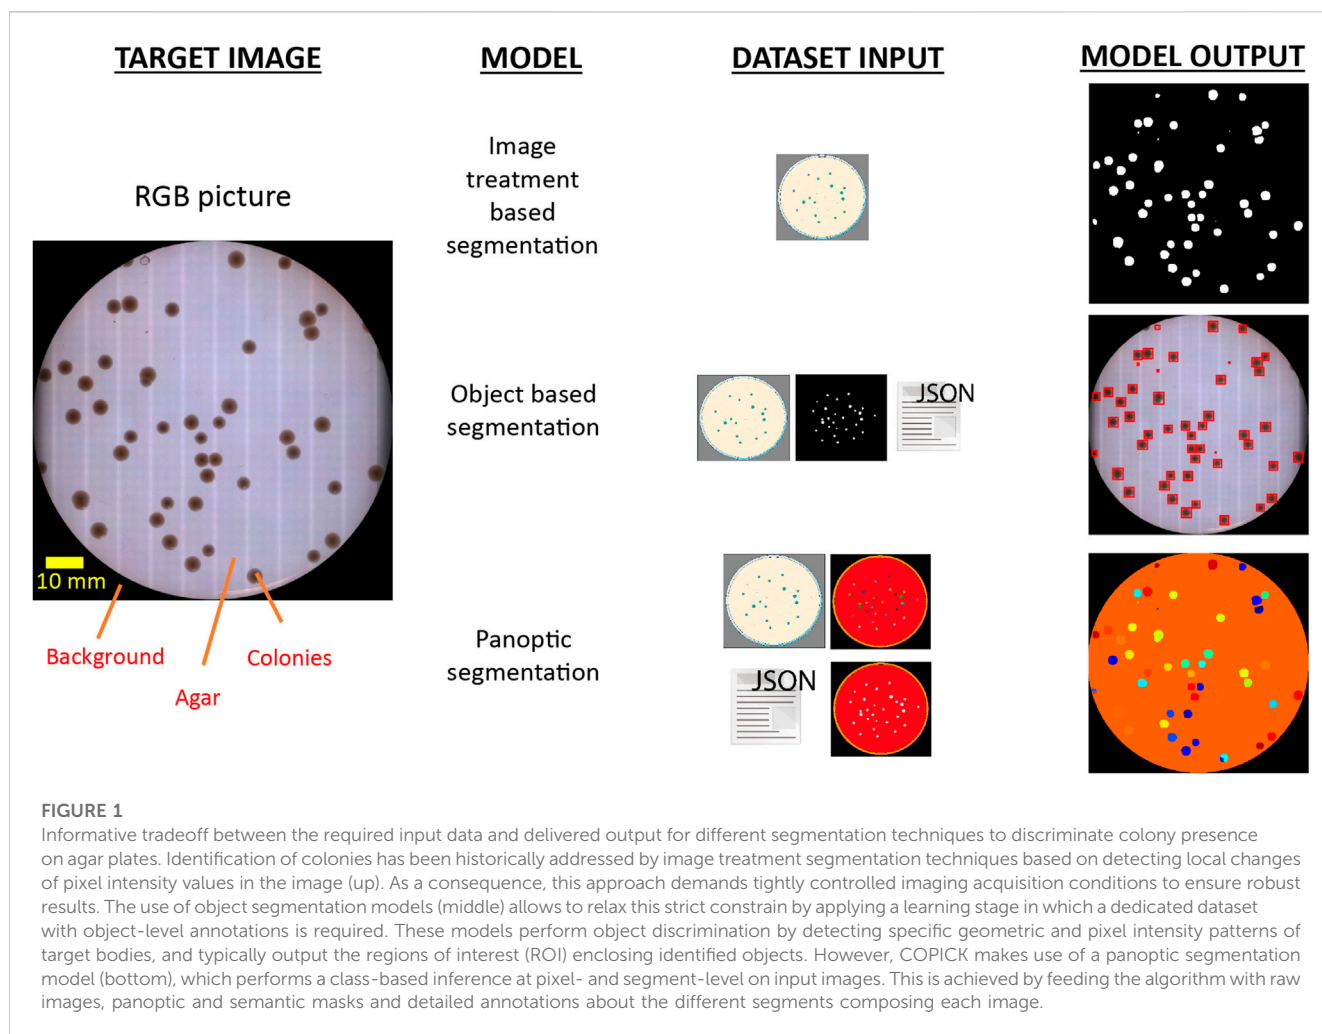 TARGET IMAGE
MODEL
DATASET INPUT
MODEL OUTPUT
RGB picture
10 mm
Background
Agar
Colonies
Image
treatment
based
segmentation
Object based
segmentation
JSON
Panoptic
segmentation
JSON
FIGURE 1
Informative tradeoff between the required input data and delivered output for different segmentation techniques to discriminate colony presence
on agar plates. Identification of colonies has been historically addressed by image treatment segmentation techniques based on detecting local changes
of pixel intensity values in the image (up). As a consequence, this approach demands tightly controlled imaging acquisition conditions to ensure robust
results. The use of object segmentation models (middle) allows to relax this strict constrain by applying a learning stage in which a dedicated dataset
with object-level annotations is required. These models perform object discrimination by detecting specific geometric and pixel intensity patterns of
target bodies, and typically output the regions of interest (ROI) enclosing identified objects. However, COPICK makes use of a panoptic segmentation
model (bottom), which performs a class-based inference at pixel- and segment-level on input images. This is achieved by feeding the algorithm with raw
images, panoptic and semantic masks and detailed annotations about the different segments composing each image.